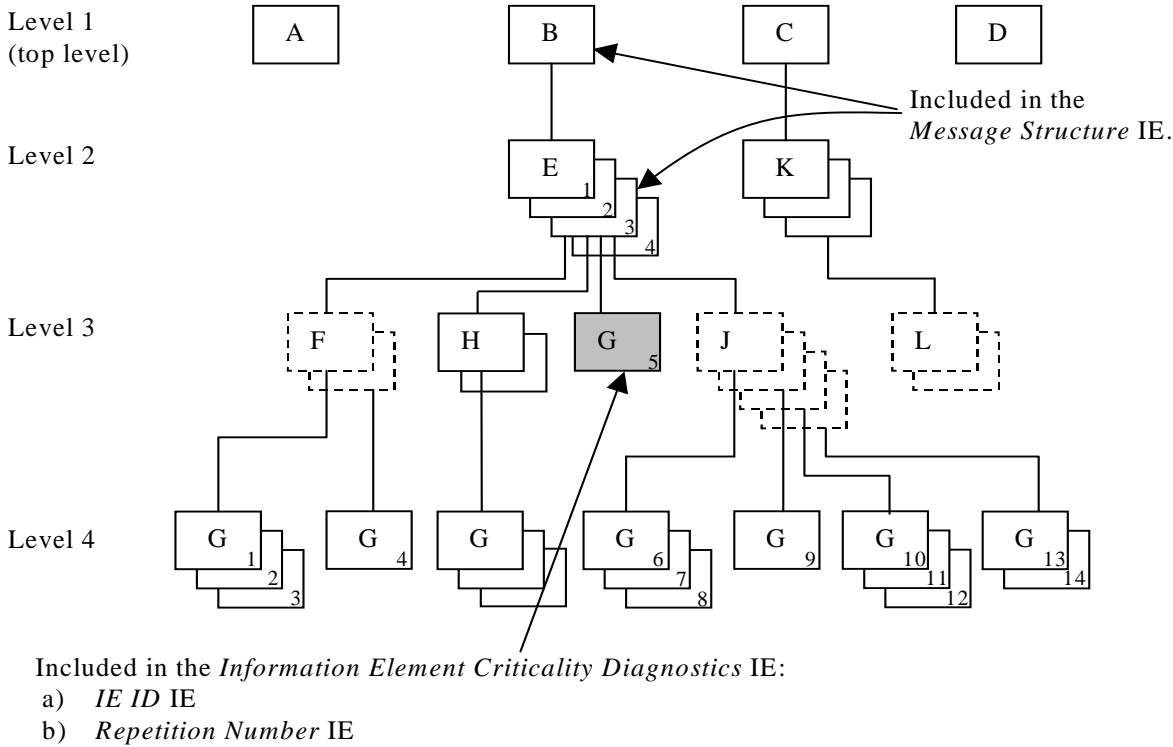 Level 1
(top level)
A
B
C
D
Included in the
Message Structure IE.
Level 2
E
1
2
3
4
K
Level 3
F
H
G
5
J
L
Level 4
G
1
2
3
G
4
G
G
6
7
8
G
9
G
10
11
12
G
13
14
Included in the Information Element Criticality Diagnostics IE:
a) IE ID IE
b) Repetition Number IE